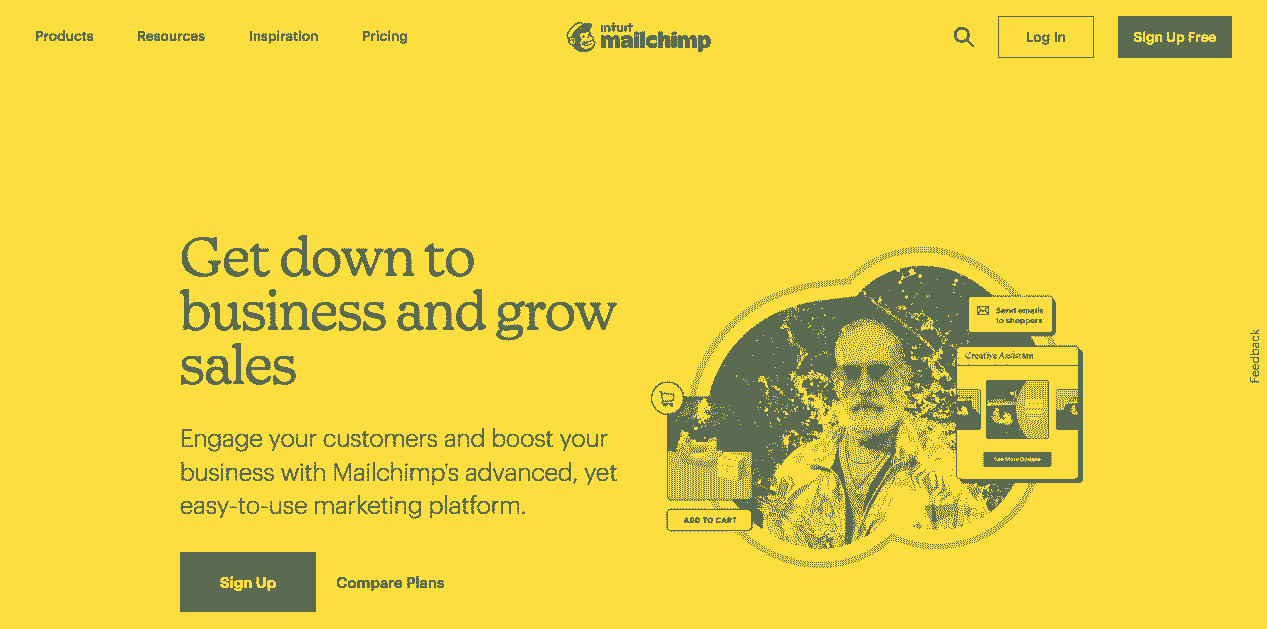 Products
Resources
Inspiration
Pricing
intuit
mailchimp
Log In
Sign Up Free
Get down to
business and grow
sales
Engage your customers and boost your
business with Mailchimp's advanced, yet
easy-to-use marketing platform.
Sign Up
Compare Plans
Send emails
to shoppers
Creative Assistant
See More Designs
ADD TO CART
Feedback